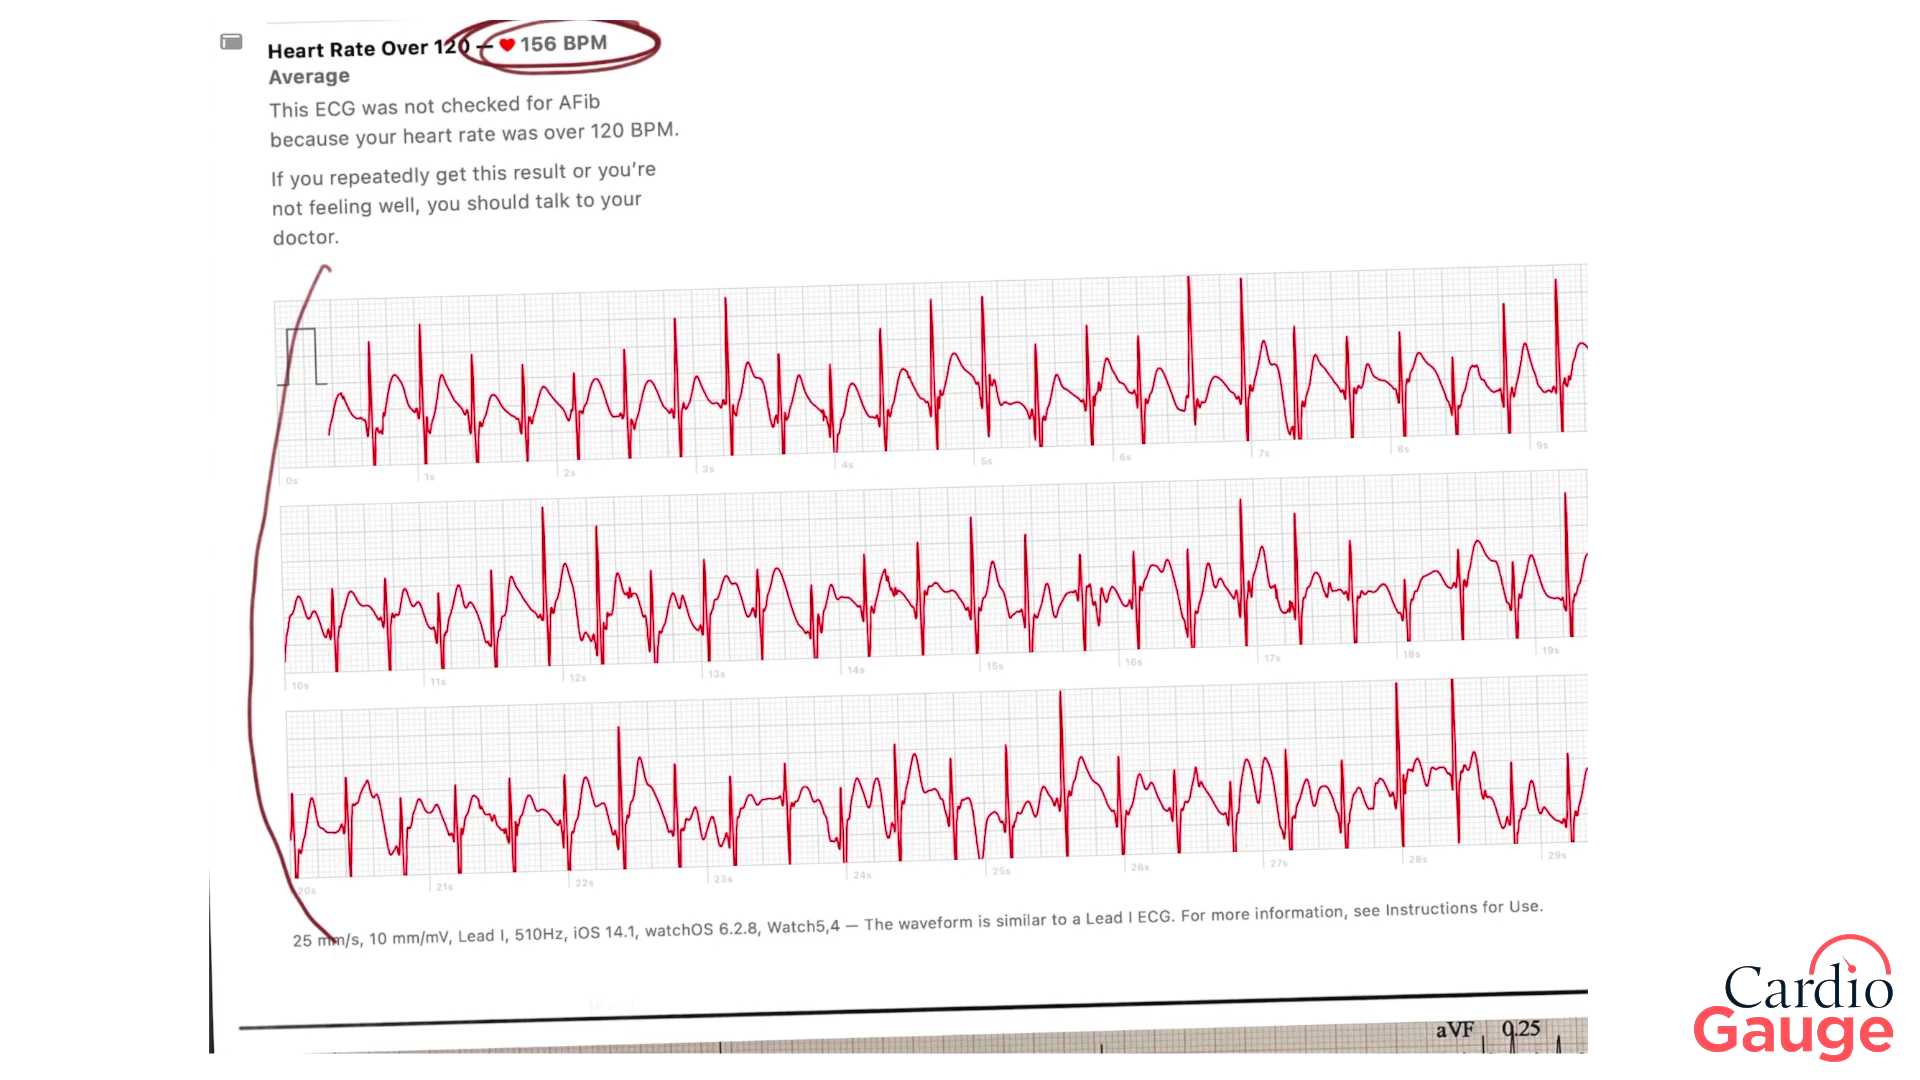 Heart Rate Over 120 — ❤ 156 BPM
Average
This ECG was not checked for AFib
because your heart rate was over 120 BPM.
If you repeatedly get this result or you're
not feeling well, you should talk to your
doctor.
0s 1s 2s 3s 4s 5s 6s 7s 8s 9s
10s 11s 12s 13s 14s 15s 16s 17s 18s 19s
20s 21s 22s 23s 24s 25s 26s 27s 28s 29s
25 mm/s, 10 mm/mV, Lead I, 510Hz, iOS 14.1, watchOS 6.2.8, Watch5,4 — The waveform is similar to a Lead I ECG. For more information, see Instructions for Use.
aVF 0.25
Cardio
Gauge